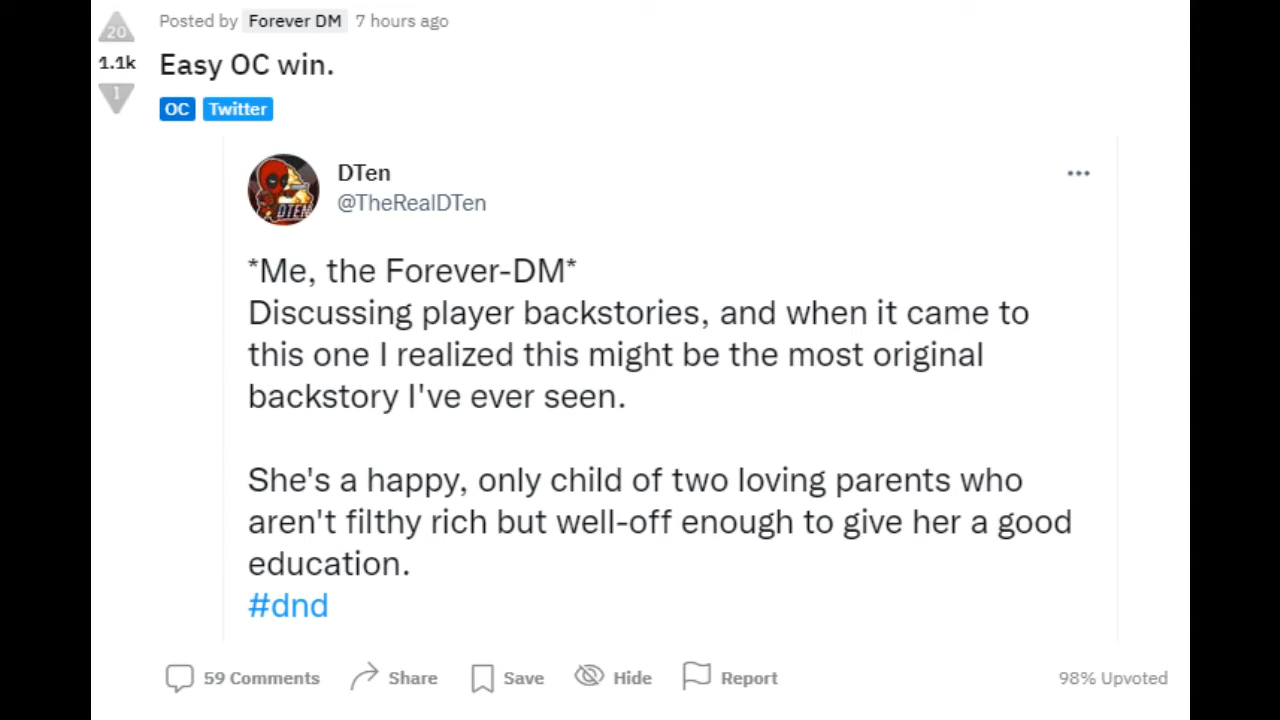 Posted by Forever DM 7 hours ago
20
1.1k
1
Easy OC win.
OC Twitter
DTEN
DTen
@TheRealDTen
*Me, the Forever-DM*
Discussing player backstories, and when it came to
this one I realized this might be the most original
backstory I've ever seen.
She's a happy, only child of two loving parents who
aren't filthy rich but well-off enough to give her a good
education.
#dnd
59 Comments Share Save Hide Report 98% Upvoted